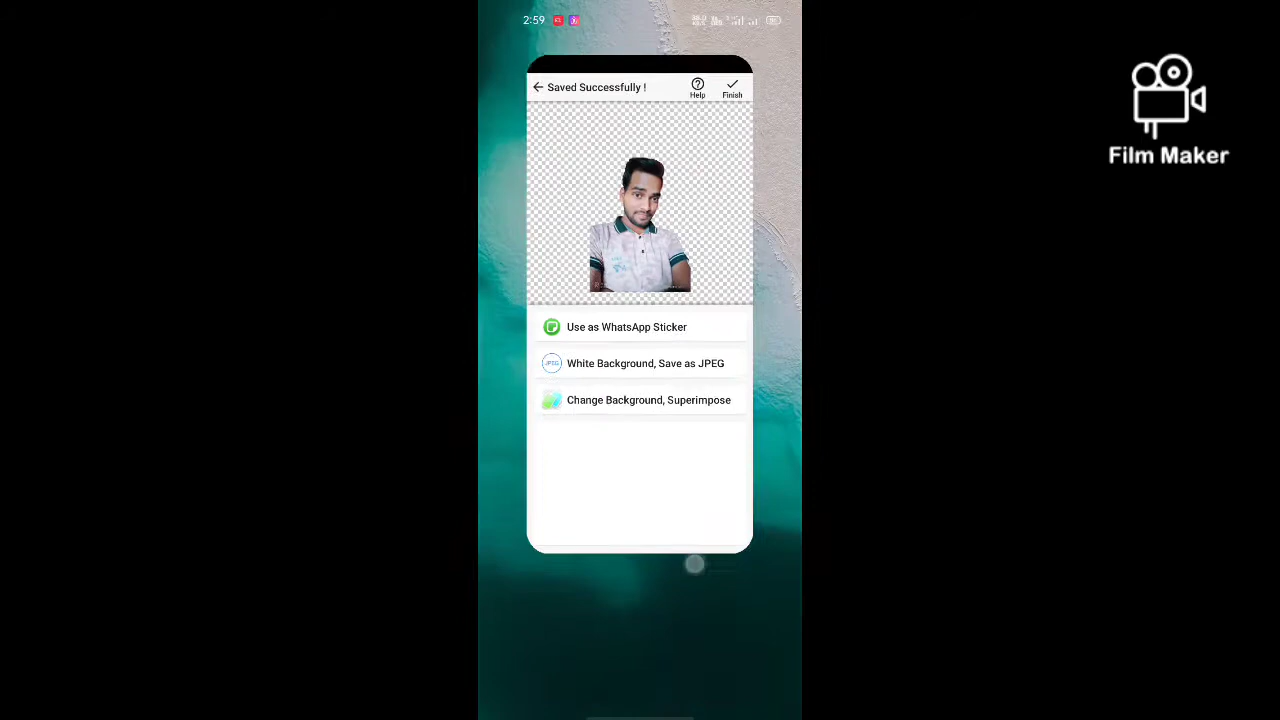 2:59
Saved Successfully !
Help
Finish
Film Maker
Use as WhatsApp Sticker
JPEG
White Background, Save as JPEG
Change Background, Superimpose